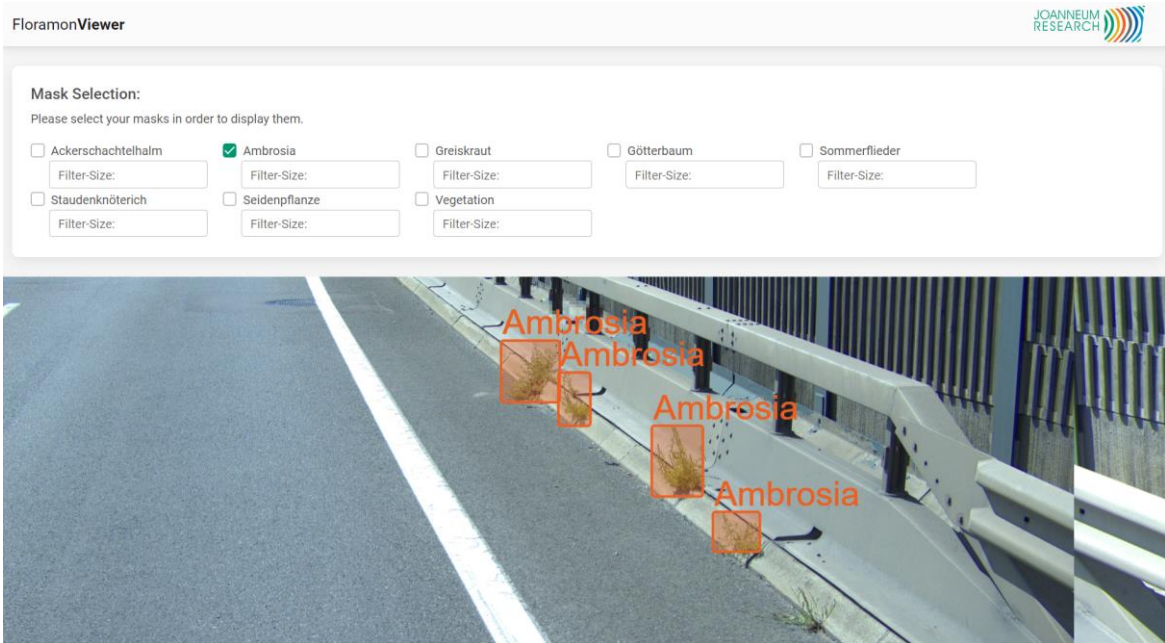 FloramonViewer
JOANNEUM
RESEARCH
Mask Selection:
Please select your masks in order to display them.
Ackerschachtelhalm Ambrosia Greiskraut Götterbaum Sommerflieder
Filter-Size: Filter-Size: Filter-Size: Filter-Size: Filter-Size:
Staudenknöterich Seidenpflanze Vegetation
Filter-Size: Filter-Size: Filter-Size:
Ambrosia
Ambrosia
Ambrosia
Ambrosia